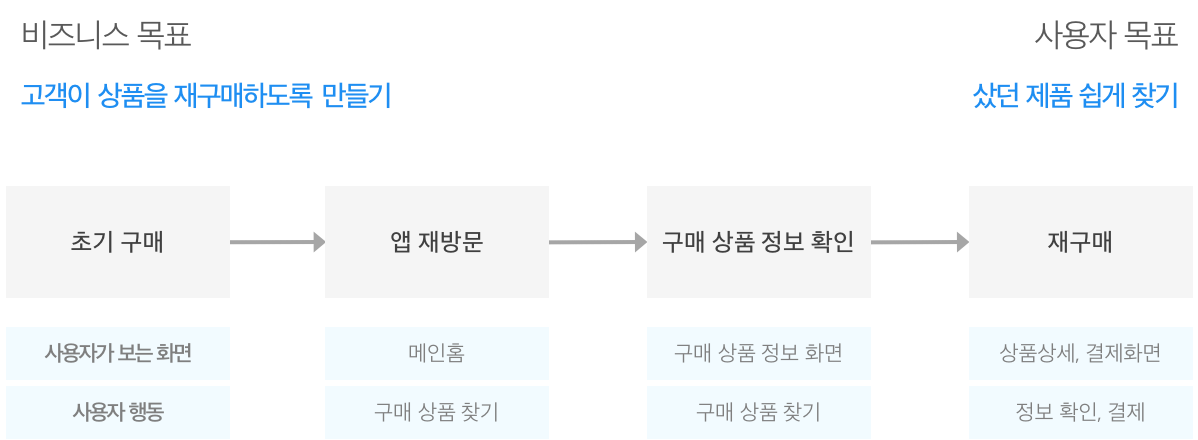 비즈니스 목표
사용자 목표
고객이 상품을 재구매하도록 만들기
샀던 제품 쉽게 찾기
초기 구매
앱 재방문
구매 상품 정보 확인
재구매
사용자가 보는 화면
메인홈
구매 상품 정보 화면
상품상세, 결제화면
사용자 행동
구매 상품 찾기
구매 상품 찾기
정보 확인, 결제